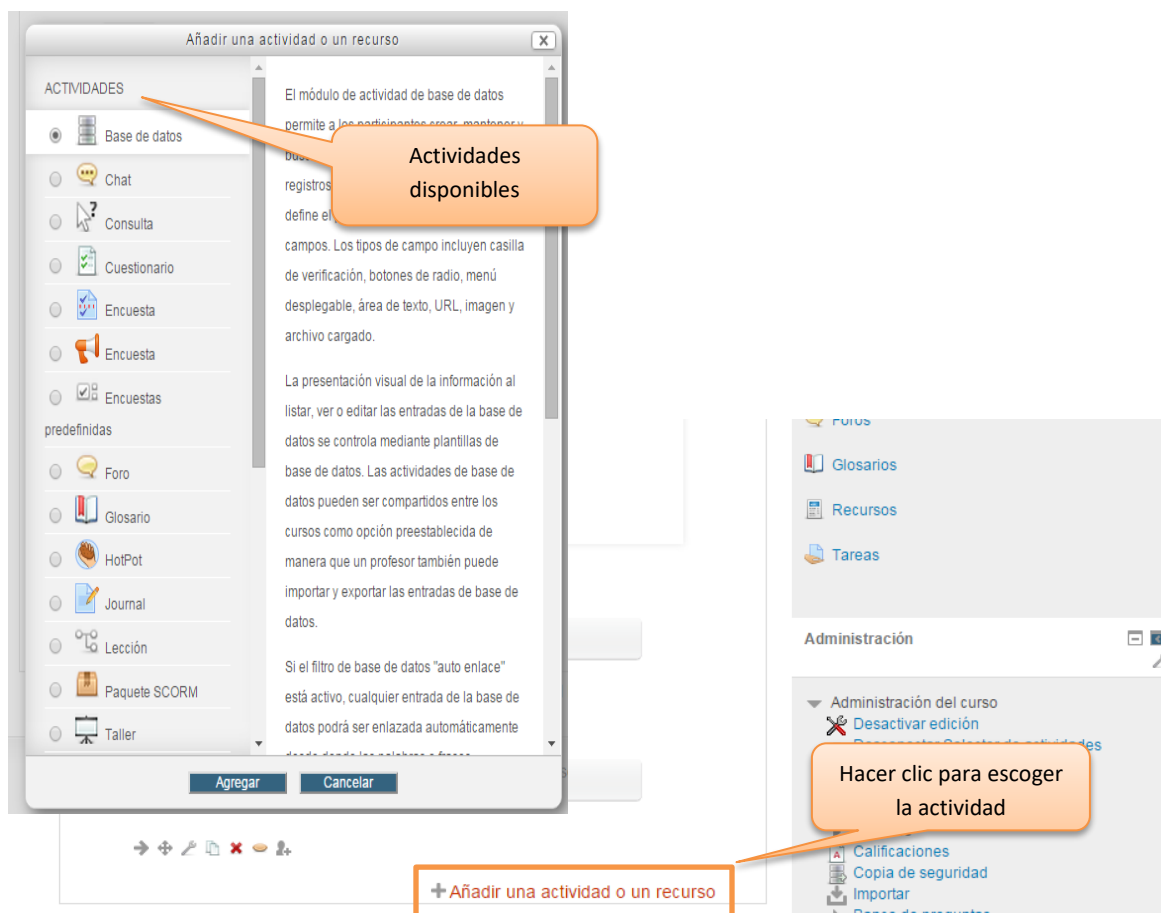 Añadir una actividad o un recurso
X
ACTIVIDADES
Base de datos
Chat
Consulta
Cuestionario
Encuesta
Encuesta
Encuestas
predefinidas
Foro
Glosario
HotPot
Journal
Lección
Paquete SCORM
Taller
El módulo de actividad de base de datos
permite a los participantes crear, mantener y
registros
define el
campos. Los tipos de campo incluyen casilla
de verificación, botones de radio, menú
desplegable, área de texto, URL, imagen y
archivo cargado.
La presentación visual de la información al
listar, ver o editar las entradas de la base de
datos se controla mediante plantillas de
base de datos. Las actividades de base de
datos pueden ser compartidos entre los
cursos como opción preestablecida de
manera que un profesor también puede
importar y exportar las entradas de base de
datos.
Si el filtro de base de datos "auto enlace"
está activo, cualquier entrada de la base de
datos podrá ser enlazada automáticamente
Actividades
disponibles
Agregar
Cancelar
Foros
Glosarios
Recursos
Tareas
Administración
Administración del curso
Desactivar edición
Hacer clic para escoger
la actividad
Calificaciones
Copia de seguridad
Importar
Banco de preguntas
Añadir una actividad o un recurso